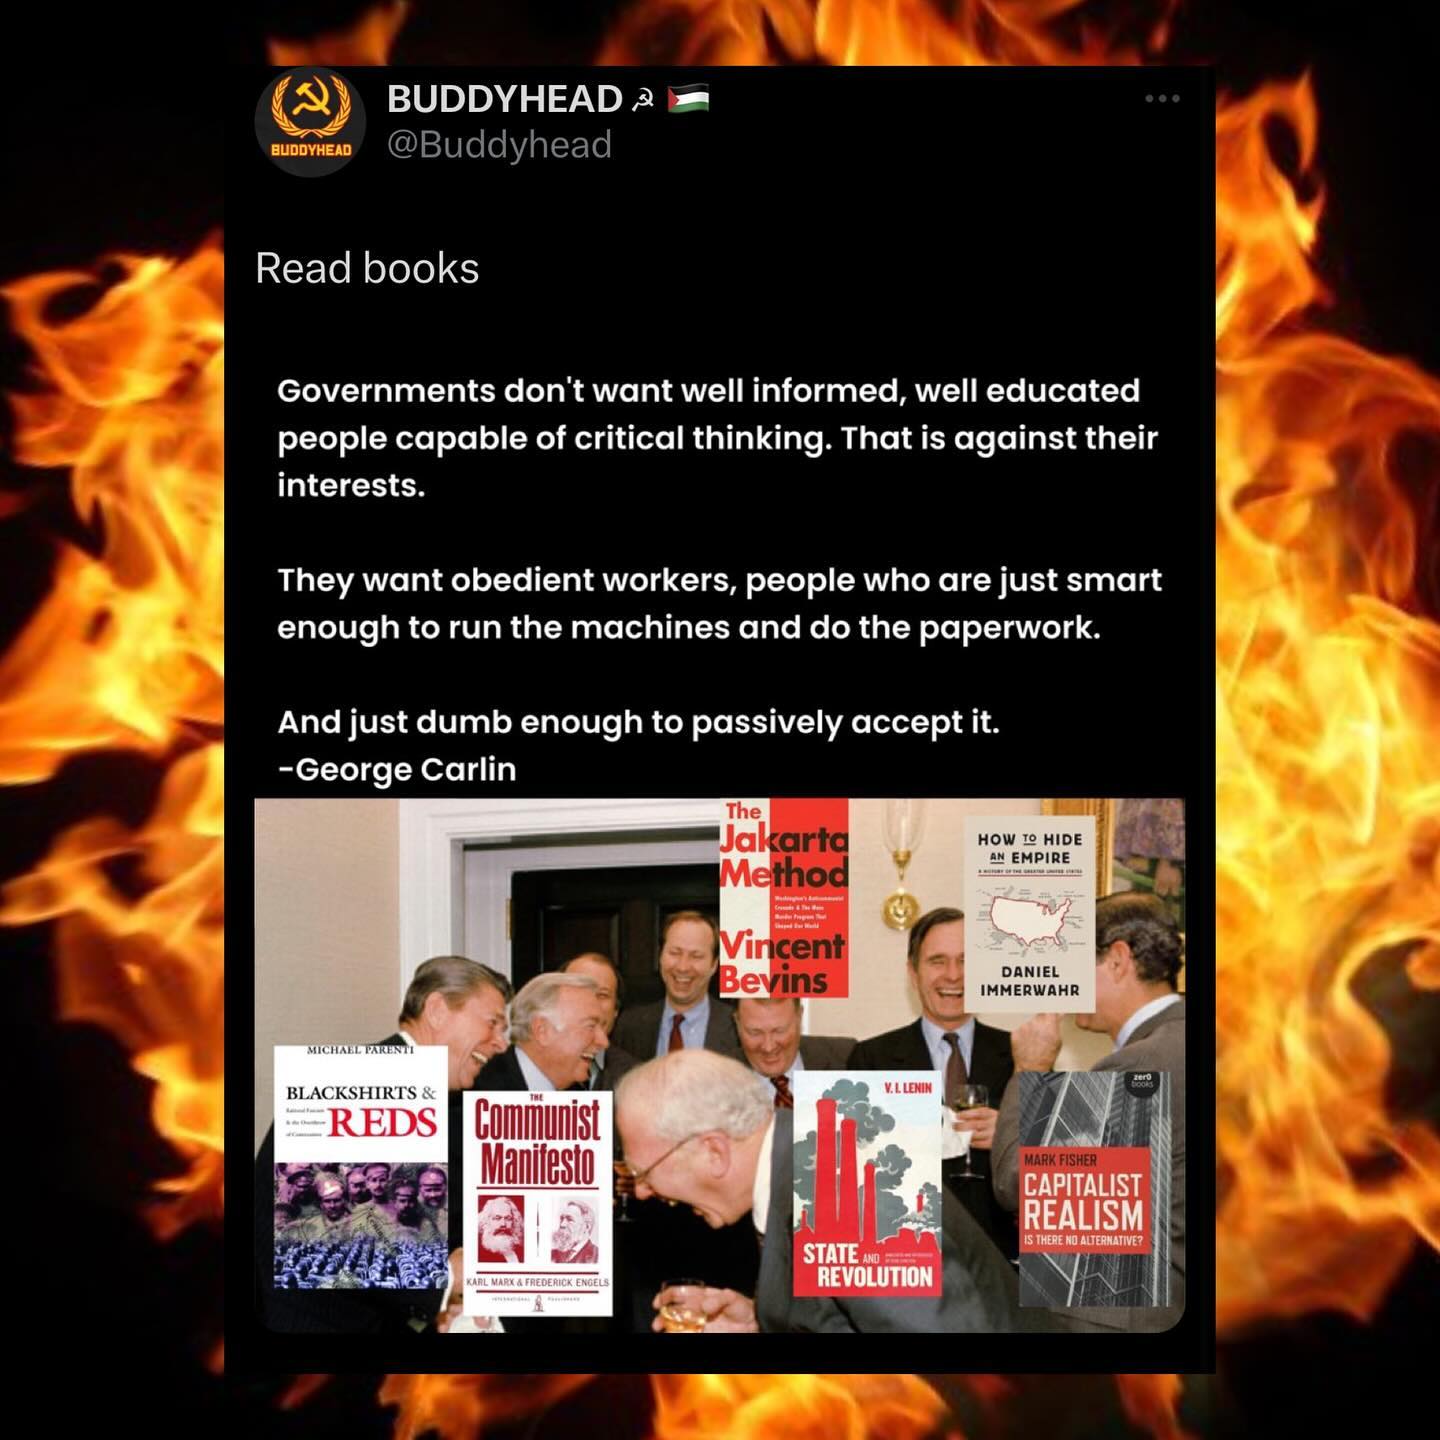 BUDDYHEAD
BUDDYHEAD☭ 🇵🇸
@Buddyhead
Read books
Governments don't want well informed, well educated
people capable of critical thinking. That is against their
interests.
They want obedient workers, people who are just smart
enough to run the machines and do the paperwork.
And just dumb enough to passively accept it.
-George Carlin
The
Jakarta
Method
Washington's Anticommunist
Crusade & The Mass
Murder Program That
Shaped Our World
Vincent
Bevins
HOW TO HIDE
AN EMPIRE
A HISTORY OF THE GREATER UNITED STATES
DANIEL
IMMERWAHR
MICHAEL PARENTI
BLACKSHIRTS &
Rational Fascism
& the Overthrow
of Communism
REDS
THE
Communist
Manifesto
KARL MARX & FREDERICK ENGELS
INTERNATIONAL PUBLISHERS
V. I. LENIN
STATE AND
REVOLUTION
zer0
books
MARK FISHER
CAPITALIST
REALISM
IS THERE NO ALTERNATIVE?